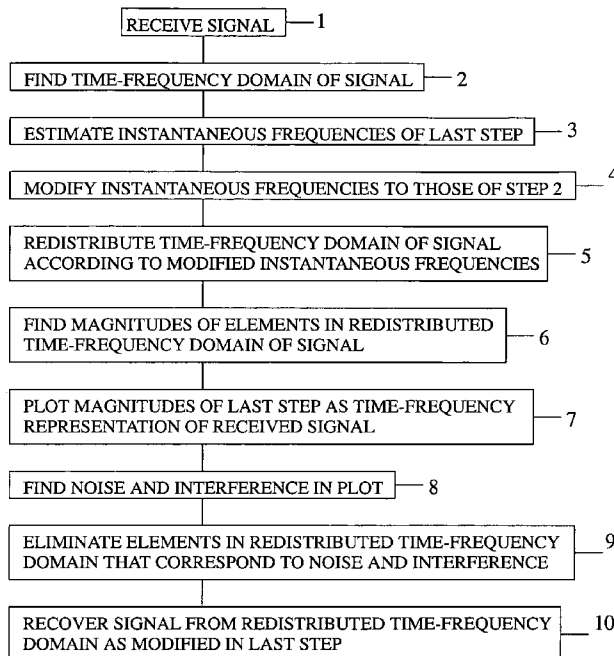 RECEIVE SIGNAL 1
FIND TIME-FREQUENCY DOMAIN OF SIGNAL 2
ESTIMATE INSTANTANEOUS FREQUENCIES OF LAST STEP 3
MODIFY INSTANTANEOUS FREQUENCIES TO THOSE OF STEP 2 4
REDISTRIBUTE TIME-FREQUENCY DOMAIN OF SIGNAL
ACCORDING TO MODIFIED INSTANTANEOUS FREQUENCIES 5
FIND MAGNITUDES OF ELEMENTS IN REDISTRIBUTED
TIME-FREQUENCY DOMAIN OF SIGNAL 6
PLOT MAGNITUDES OF LAST STEP AS TIME-FREQUENCY
REPRESENTATION OF RECEIVED SIGNAL 7
FIND NOISE AND INTERFERENCE IN PLOT 8
ELIMINATE ELEMENTS IN REDISTRIBUTED TIME-FREQUENCY 9
DOMAIN THAT CORRESPOND TO NOISE AND INTERFERENCE
RECOVER SIGNAL FROM REDISTRIBUTED TIME-FREQUENCY 10
DOMAIN AS MODIFIED IN LAST STEP